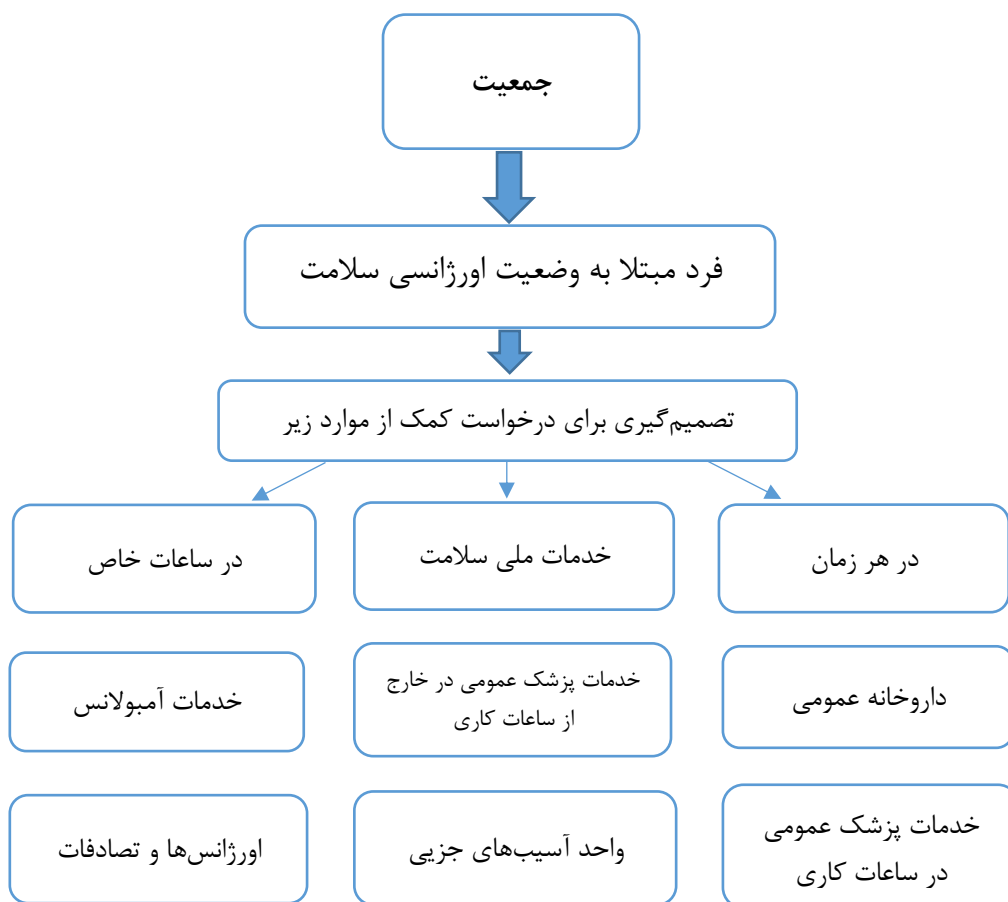 جمعیت
فرد مبتلا به وضعیت اورژانسی سلامت
تصمیم‌گیری برای درخواست کمک از موارد زیر
در هر زمان
خدمات ملی سلامت
در ساعات خاص
داروخانه عمومی
خدمات پزشک عمومی در خارج
از ساعات کاری
خدمات آمبولانس
خدمات پزشک عمومی
در ساعات کاری
واحد آسیب‌های جزیی
اورژانس‌ها و تصادفات